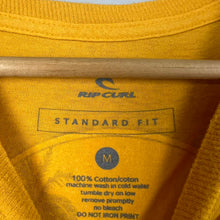 RIP CURL
STANDARD FIT
M
100% Cotton/coton
machine wash in cold water
tumble dry on low
remove promptly
no bleach
DO NOT IRON PRINT